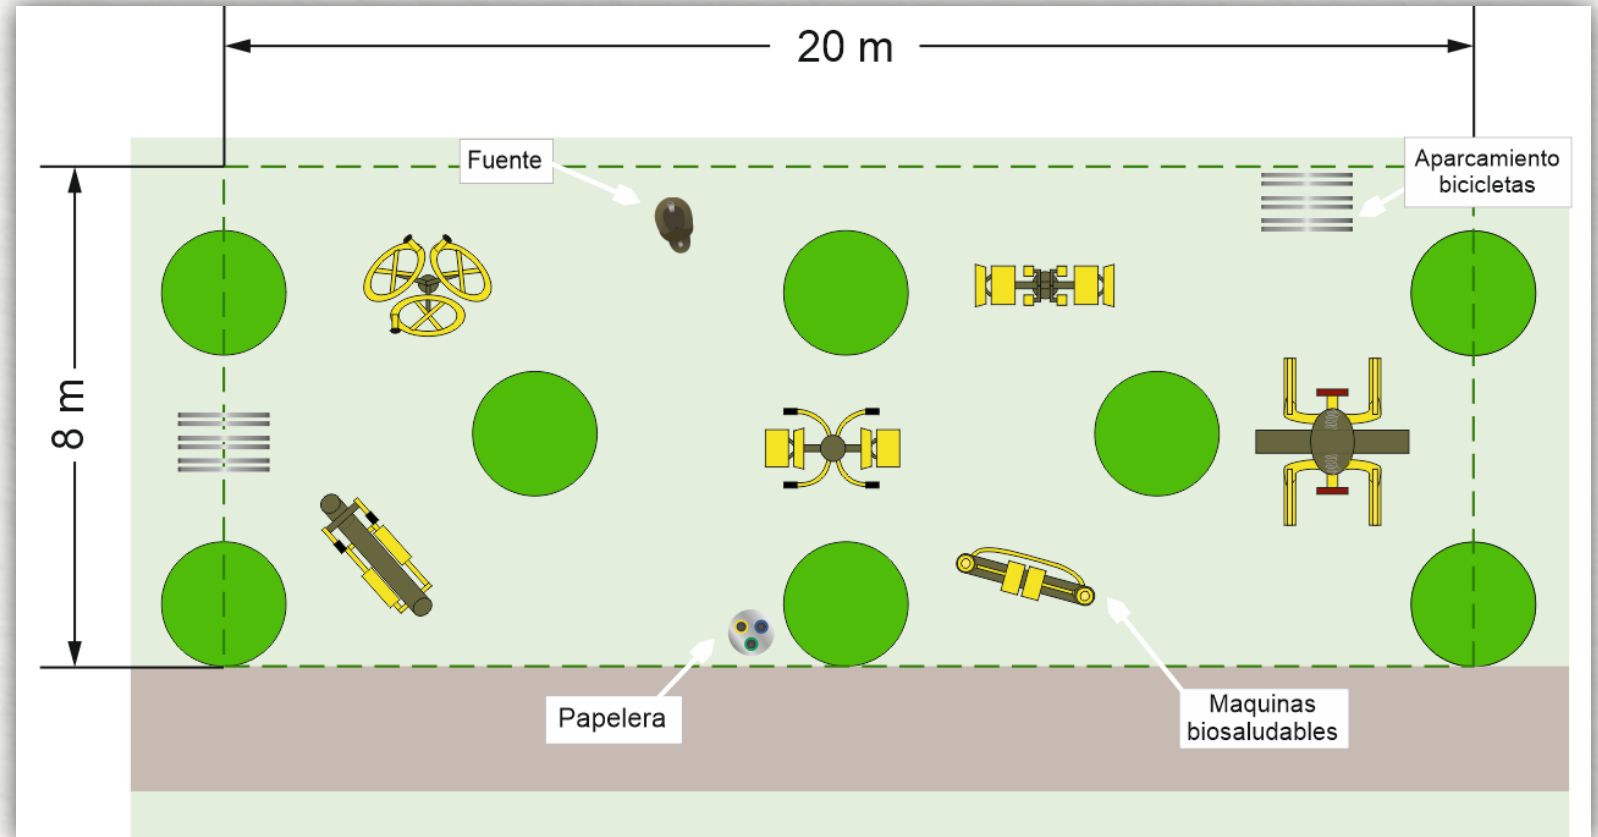 20 m
Fuente
Aparcamiento
bicicletas
8 m
Papelera
Maquinas
biosaludables